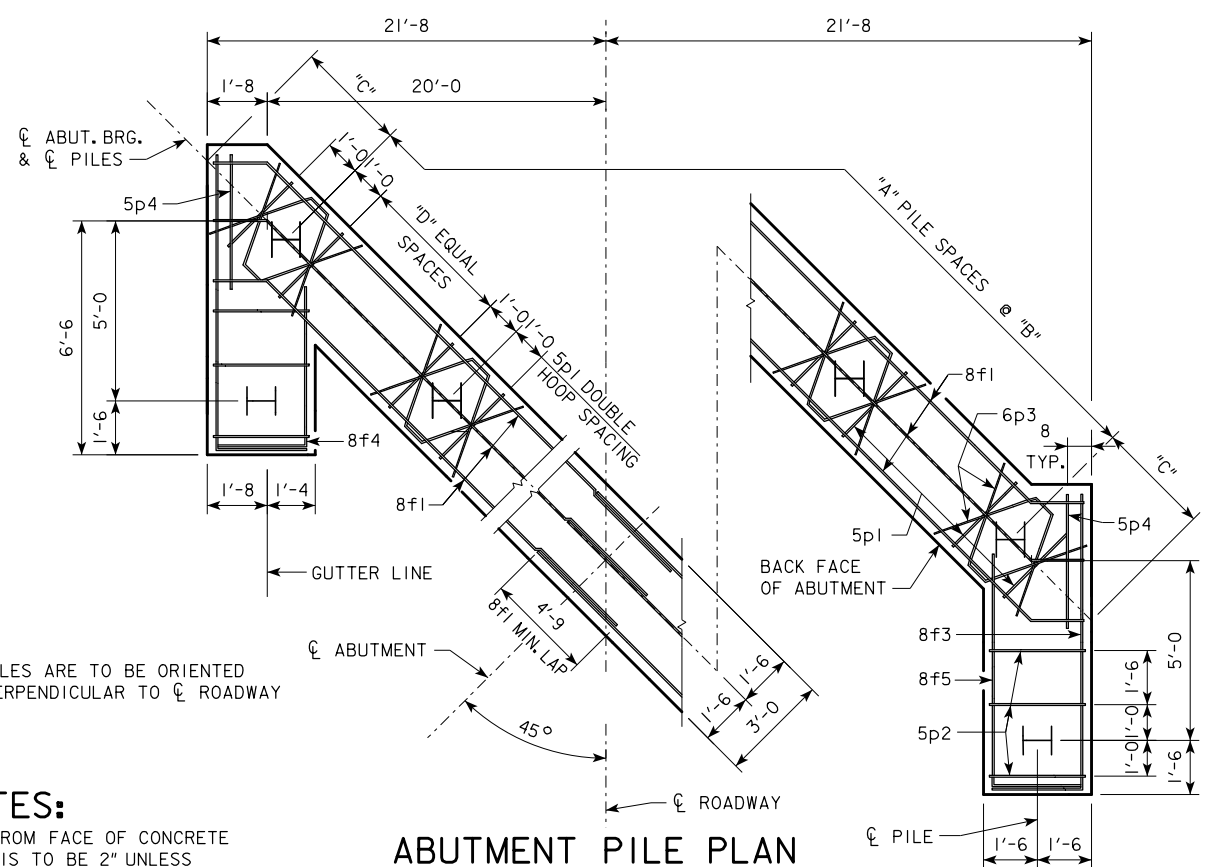 21'-8
21'-8
1'-8
20'-0
"C"
℄ ABUT. BRG.
& ℄ PILES
5p4
1'-0
1'-0
"D" EQUAL
SPACES
"A" PILE SPACES @ "B"
6'-6
5'-0
1'-6
1'-0
1'-0
5p1 DOUBLE
HOOP SPACING
8f1
6p3
8
TYP.
"C"
8f4
8f1
1'-8
1'-4
5p1
5p4
GUTTER LINE
BACK FACE
OF ABUTMENT
4'-9
8f1 MIN. LAP
8f3
5'-0
℄ ABUTMENT
LES ARE TO BE ORIENTED
ERPENDICULAR TO ℄ ROADWAY
8f5
1'-6
1'-6
1'-6
3'-0
5p2
1'-0
1'-0
1'-6
45°
TES:
ROM FACE OF CONCRETE
IS TO BE 2" UNLESS
℄ ROADWAY
ABUTMENT PILE PLAN
℄ PILE
1'-6
1'-6